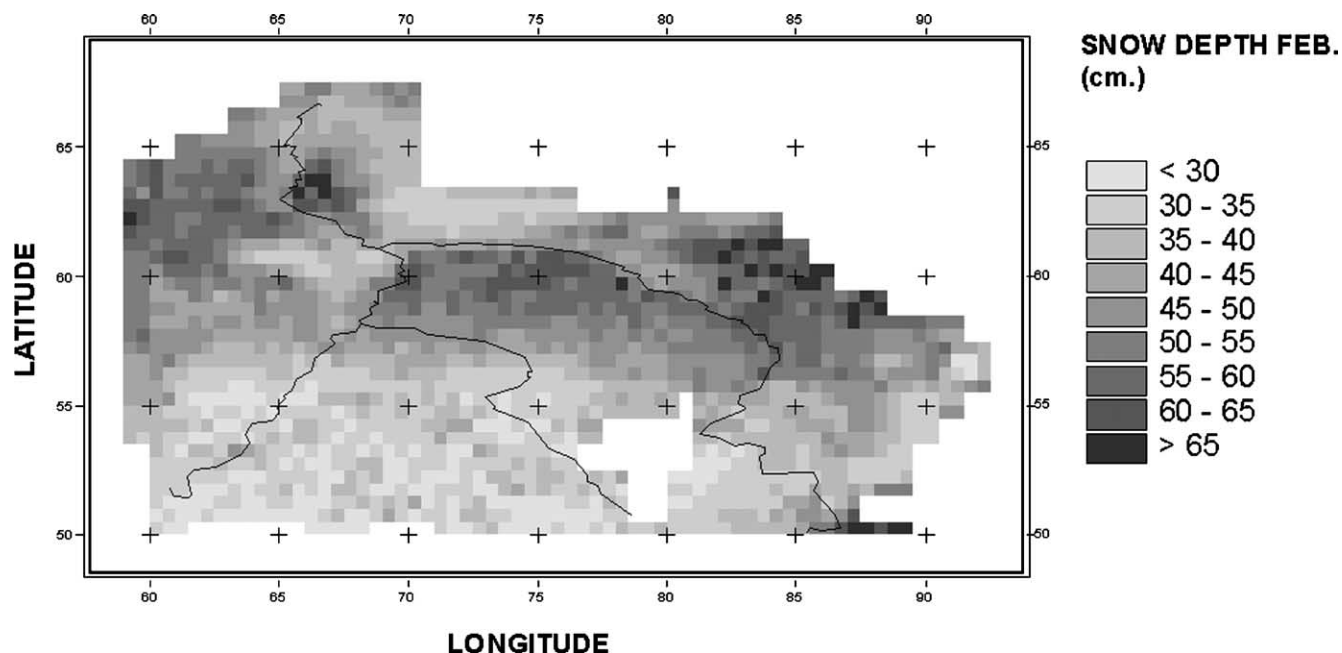 60 65 70 75 80 85 90
SNOW DEPTH FEB.
(cm.)
65 65
60 60
55 55
50 50
LATITUDE
< 30
30 - 35
35 - 40
40 - 45
45 - 50
50 - 55
55 - 60
60 - 65
> 65
60 65 70 75 80 85 90
LONGITUDE